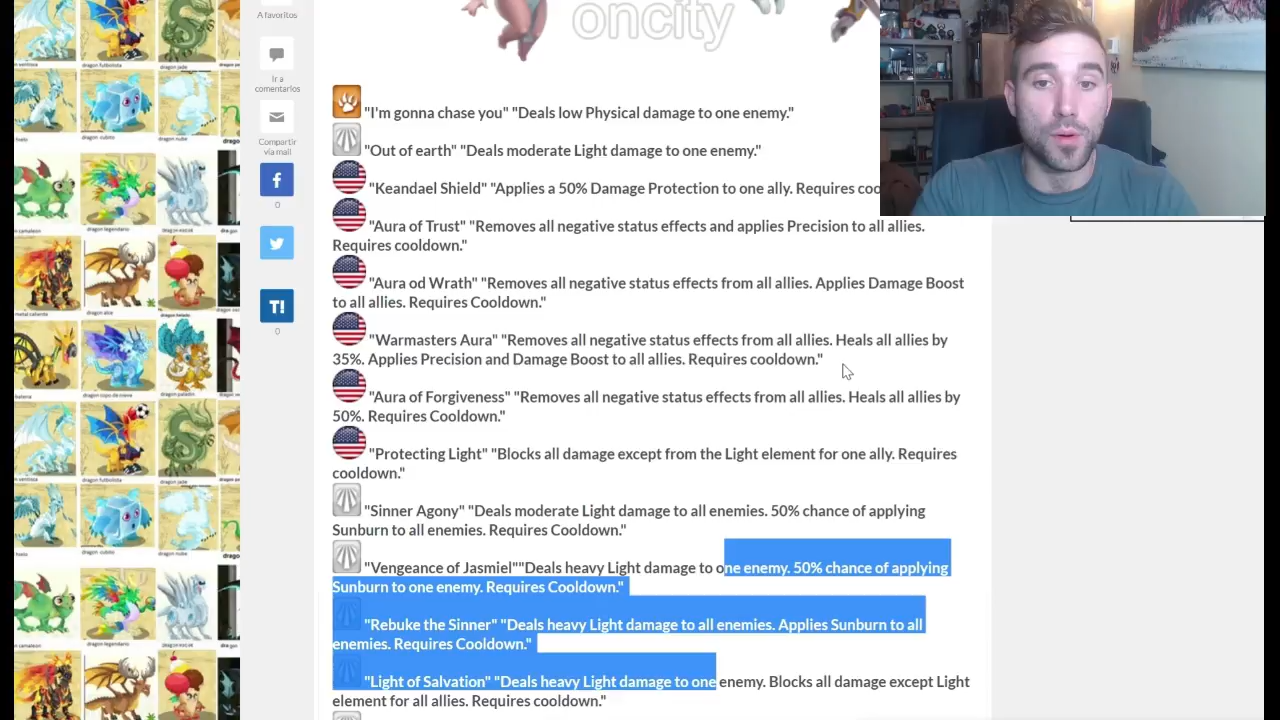 oncity
A favoritos
Ir a
comentarios
Compartir
vía mail
0
0
TI
"I'm gonna chase you" "Deals low Physical damage to one enemy."
"Out of earth" "Deals moderate Light damage to one enemy."
"Keandael Shield" "Applies a 50% Damage Protection to one ally. Requires coo
"Aura of Trust" "Removes all negative status effects and applies Precision to all allies.
Requires cooldown."
"Aura od Wrath" "Removes all negative status effects from all allies. Applies Damage Boost
to all allies. Requires Cooldown."
"Warmasters Aura" "Removes all negative status effects from all allies. Heals all allies by
35%. Applies Precision and Damage Boost to all allies. Requires cooldown."
"Aura of Forgiveness" "Removes all negative status effects from all allies. Heals all allies by
50%. Requires Cooldown."
"Protecting Light" "Blocks all damage except from the Light element for one ally. Requires
cooldown."
"Sinner Agony" "Deals moderate Light damage to all enemies. 50% chance of applying
Sunburn to all enemies. Requires Cooldown."
"Vengeance of Jasmiel""Deals heavy Light damage to one enemy. 50% chance of applying
Sunburn to one enemy. Requires Cooldown."
"Rebuke the Sinner" "Deals heavy Light damage to all enemies. Applies Sunburn to all
enemies. Requires Cooldown."
"Light of Salvation" "Deals heavy Light damage to one enemy. Blocks all damage except Light
element for all allies. Requires cooldown."